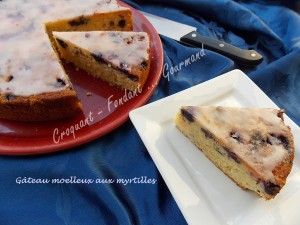 Croquant - Fondant ... Gourmand
Gâteau moelleux aux myrtilles